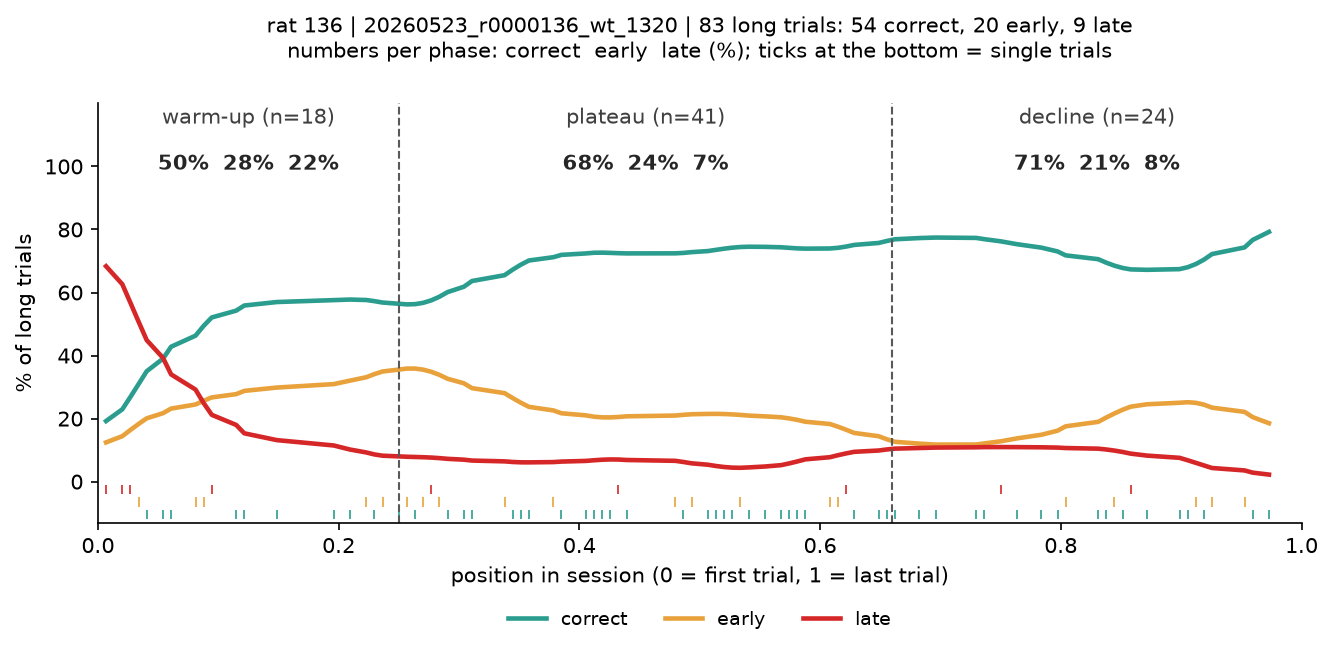 rat 136 | 20260523_r0000136_wt_1320 | 83 long trials: 54 correct, 20 early, 9 late
numbers per phase: correct  early  late (%); ticks at the bottom = single trials
warm-up (n=18)
plateau (n=41)
decline (n=24)
50%  28%  22%
68%  24%  7%
71%  21%  8%
100
80
60
40
20
0
% of long trials
0.0
0.2
0.4
0.6
0.8
1.0
position in session (0 = first trial, 1 = last trial)
correct
early
late